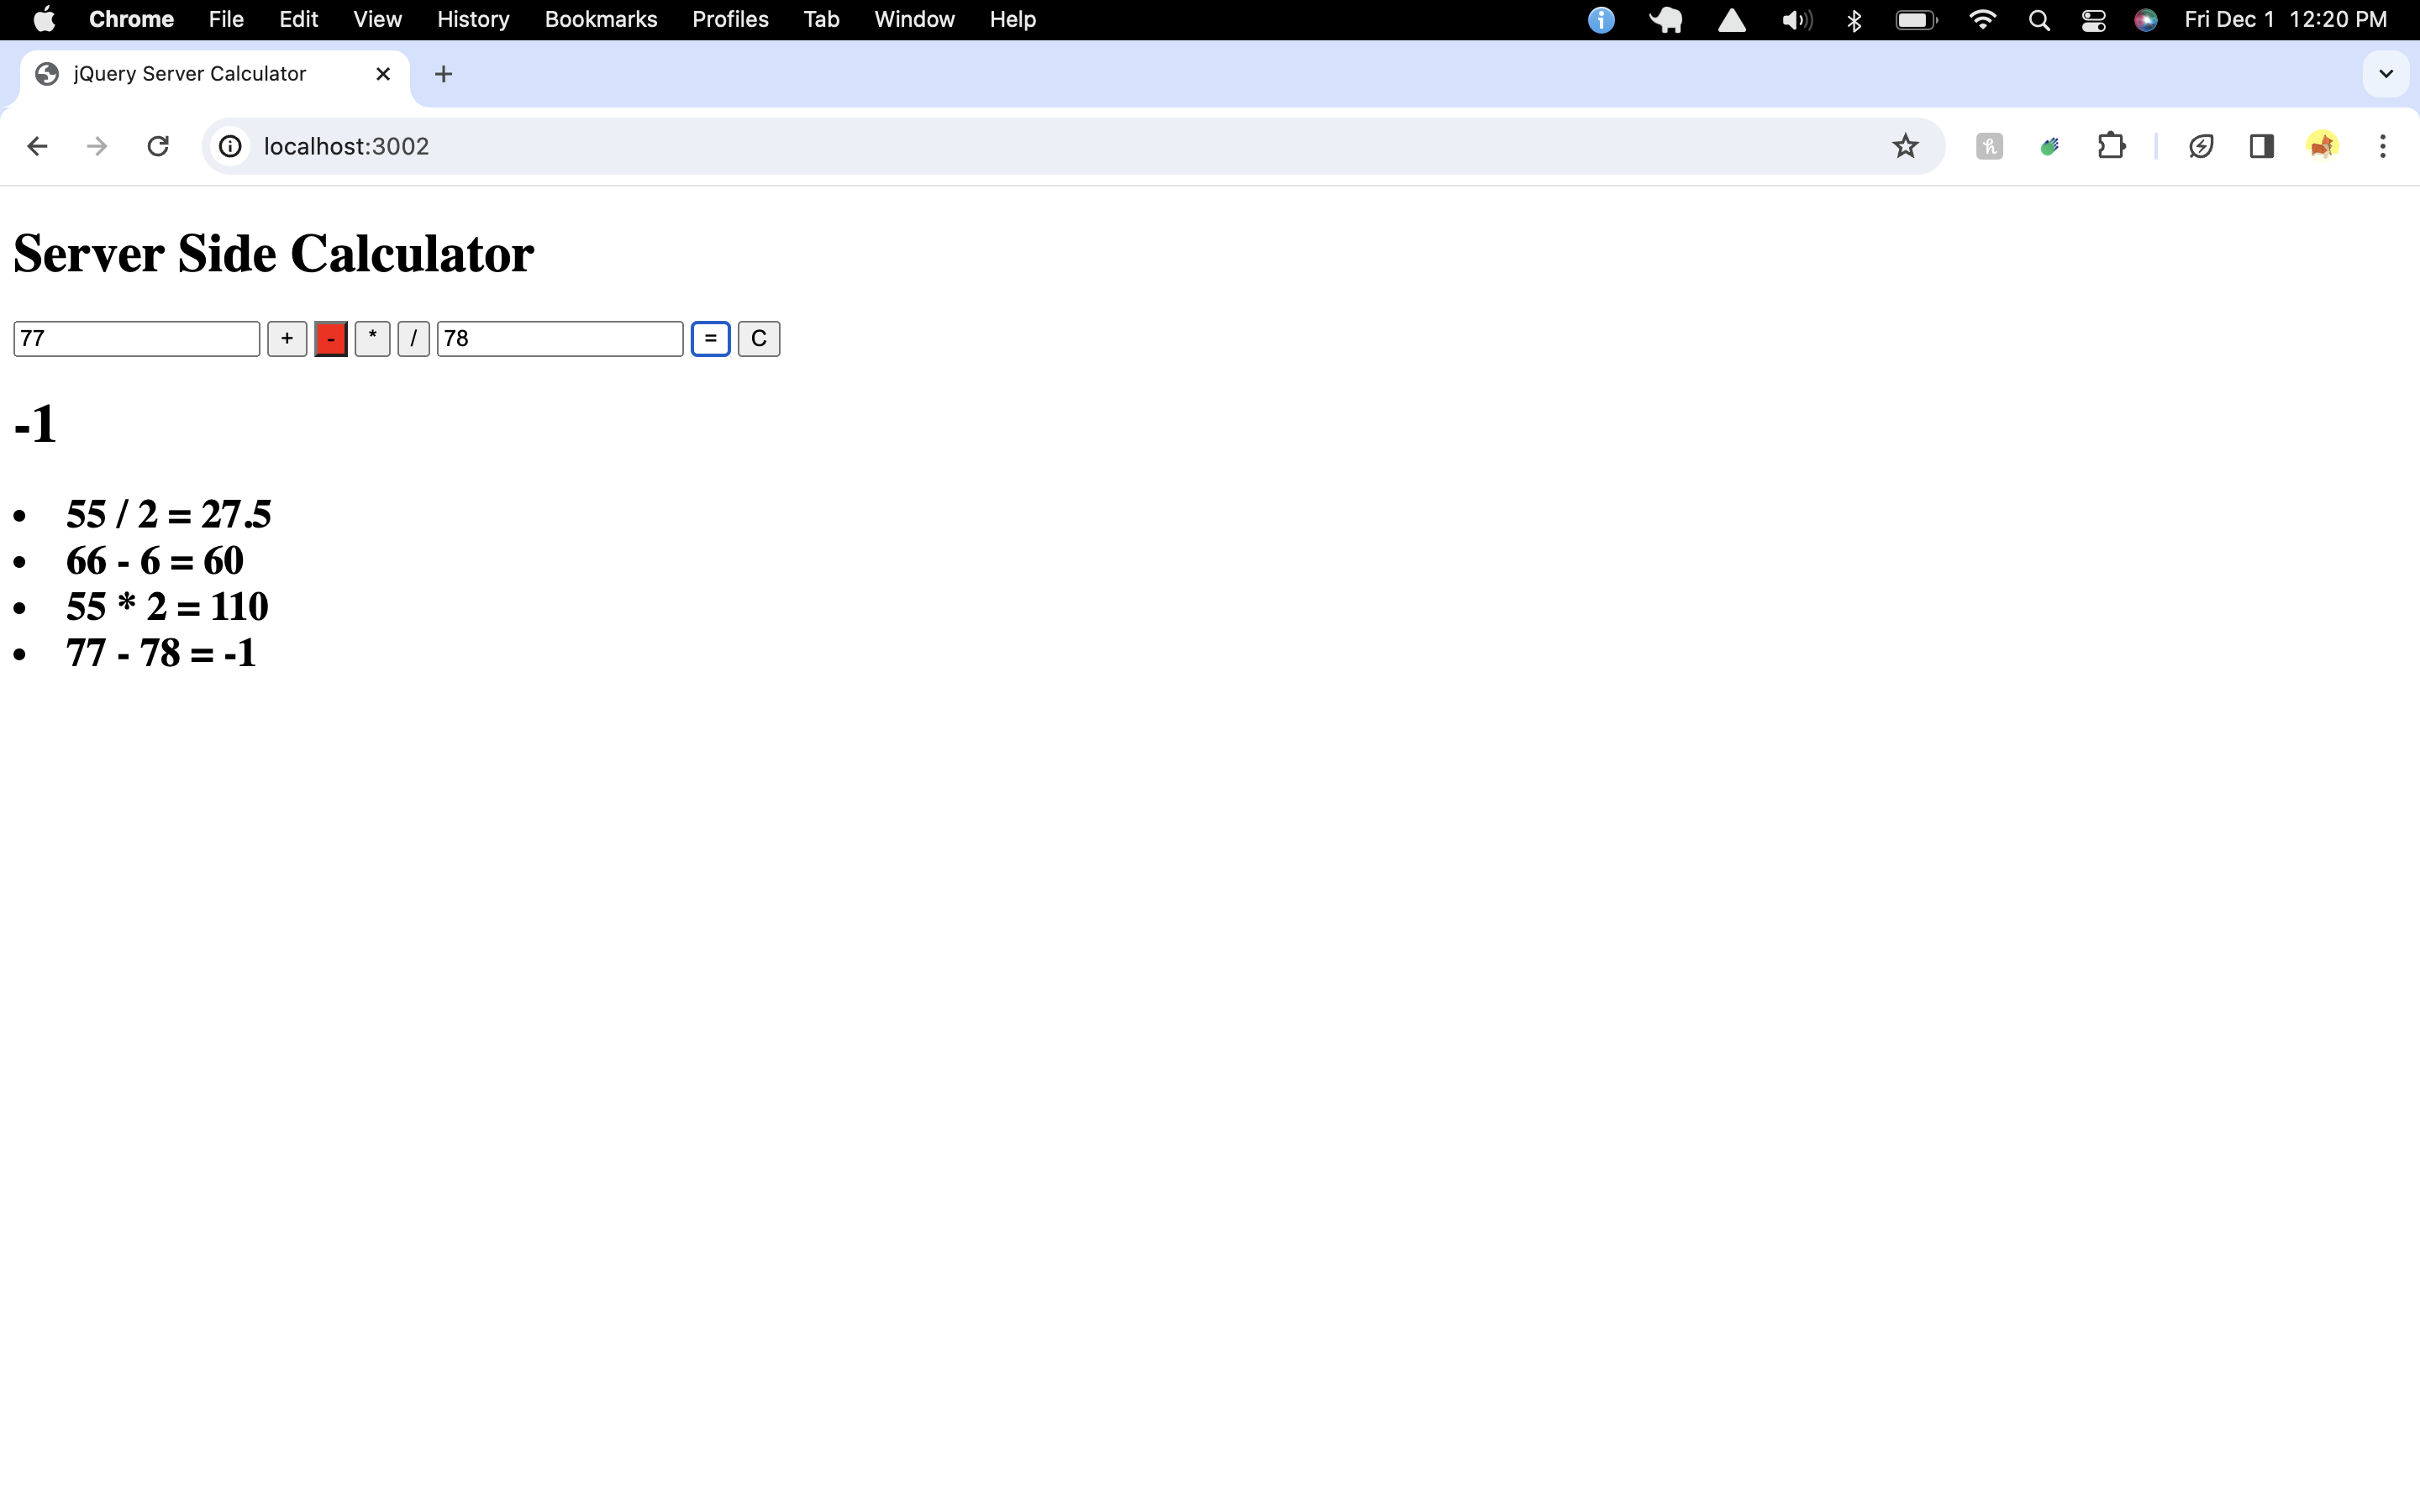 Chrome File Edit View History Bookmarks Profiles Tab Window Help Fri Dec 1 12:20 PM
jQuery Server Calculator
localhost:3002
Server Side Calculator
77 + - * / 78 = C
-1
• 55 / 2 = 27.5
• 66 - 6 = 60
• 55 * 2 = 110
• 77 - 78 = -1